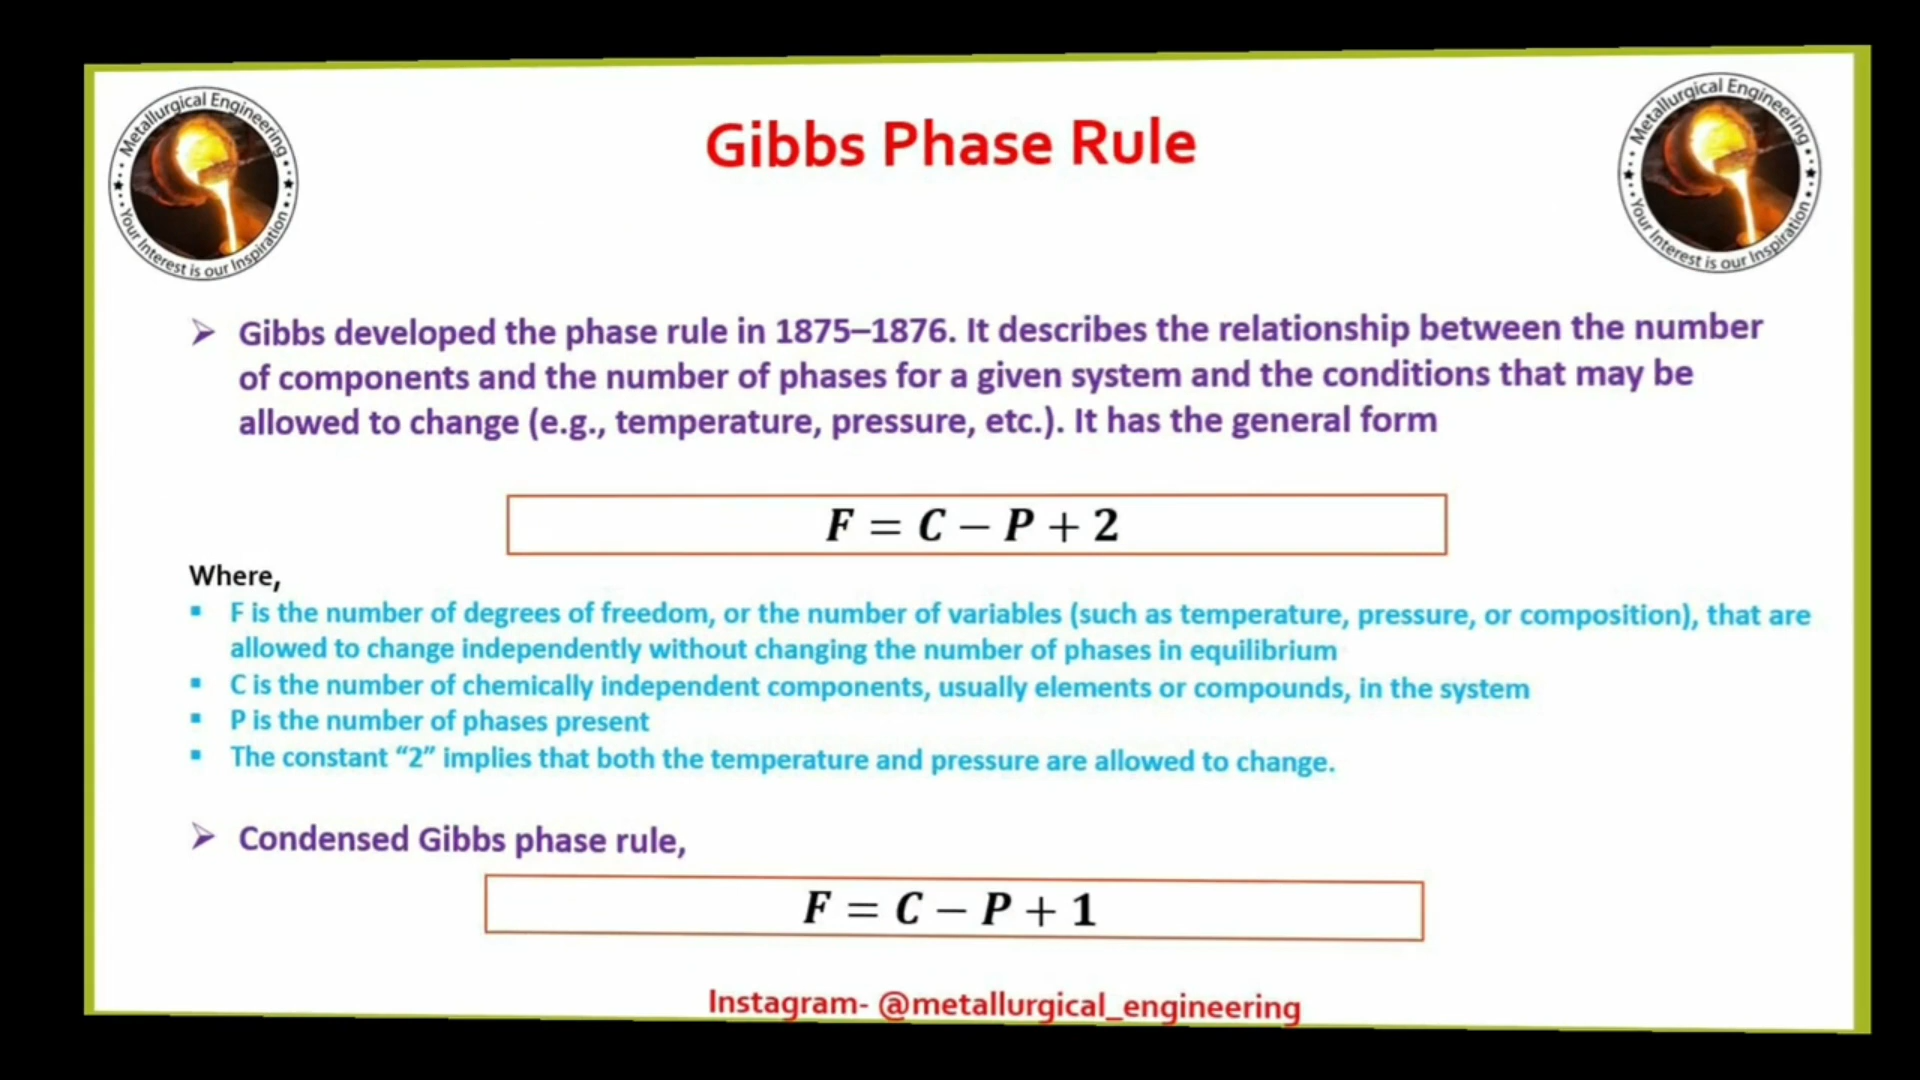 Metallurgical Engineering
Your Interest is our Inspiration
Gibbs Phase Rule
Metallurgical Engineering
Your Interest is our Inspiration
➤ Gibbs developed the phase rule in 1875–1876. It describes the relationship between the number
of components and the number of phases for a given system and the conditions that may be
allowed to change (e.g., temperature, pressure, etc.). It has the general form
F = C − P + 2
Where,
▪ F is the number of degrees of freedom, or the number of variables (such as temperature, pressure, or composition), that are
allowed to change independently without changing the number of phases in equilibrium
▪ C is the number of chemically independent components, usually elements or compounds, in the system
▪ P is the number of phases present
▪ The constant “2” implies that both the temperature and pressure are allowed to change.
➤ Condensed Gibbs phase rule,
F = C − P + 1
Instagram- @metallurgical_engineering